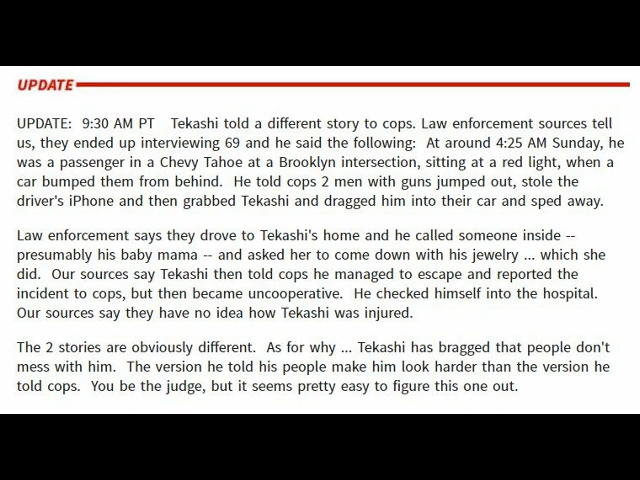 UPDATE
UPDATE:  9:30 AM PT   Tekashi told a different story to cops. Law enforcement sources tell
us, they ended up interviewing 69 and he said the following:  At around 4:25 AM Sunday, he
was a passenger in a Chevy Tahoe at a Brooklyn intersection, sitting at a red light, when a
car bumped them from behind.  He told cops 2 men with guns jumped out, stole the
driver's iPhone and then grabbed Tekashi and dragged him into their car and sped away.
Law enforcement says they drove to Tekashi's home and he called someone inside --
presumably his baby mama -- and asked her to come down with his jewelry ... which she
did.  Our sources say Tekashi then told cops he managed to escape and reported the
incident to cops, but then became uncooperative.  He checked himself into the hospital.
Our sources say they have no idea how Tekashi was injured.
The 2 stories are obviously different.  As for why ... Tekashi has bragged that people don't
mess with him.  The version he told his people make him look harder than the version he
told cops.  You be the judge, but it seems pretty easy to figure this one out.